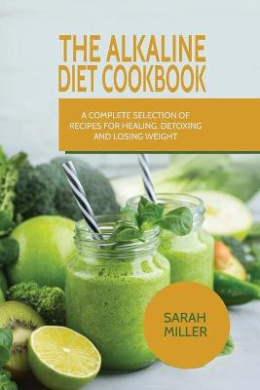 THE ALKALINE
DIET COOKBOOK
A COMPLETE SELECTION OF
RECIPES FOR HEALING, DETOXING
AND LOSING WEIGHT
SARAH
MILLER